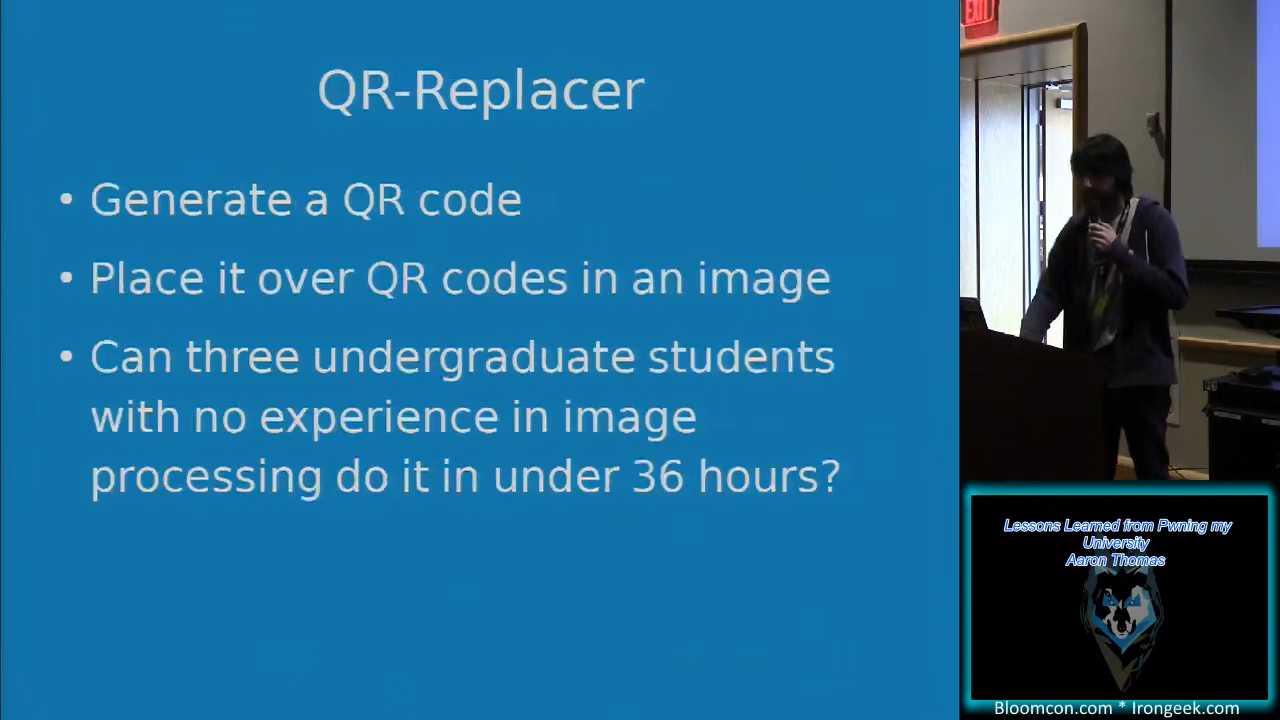 QR-Replacer
• Generate a QR code
• Place it over QR codes in an image
• Can three undergraduate students
with no experience in image
processing do it in under 36 hours?
EXIT
Lessons Learned from Pwning my
University
Aaron Thomas
Bloomcon.com * Irongeek.com